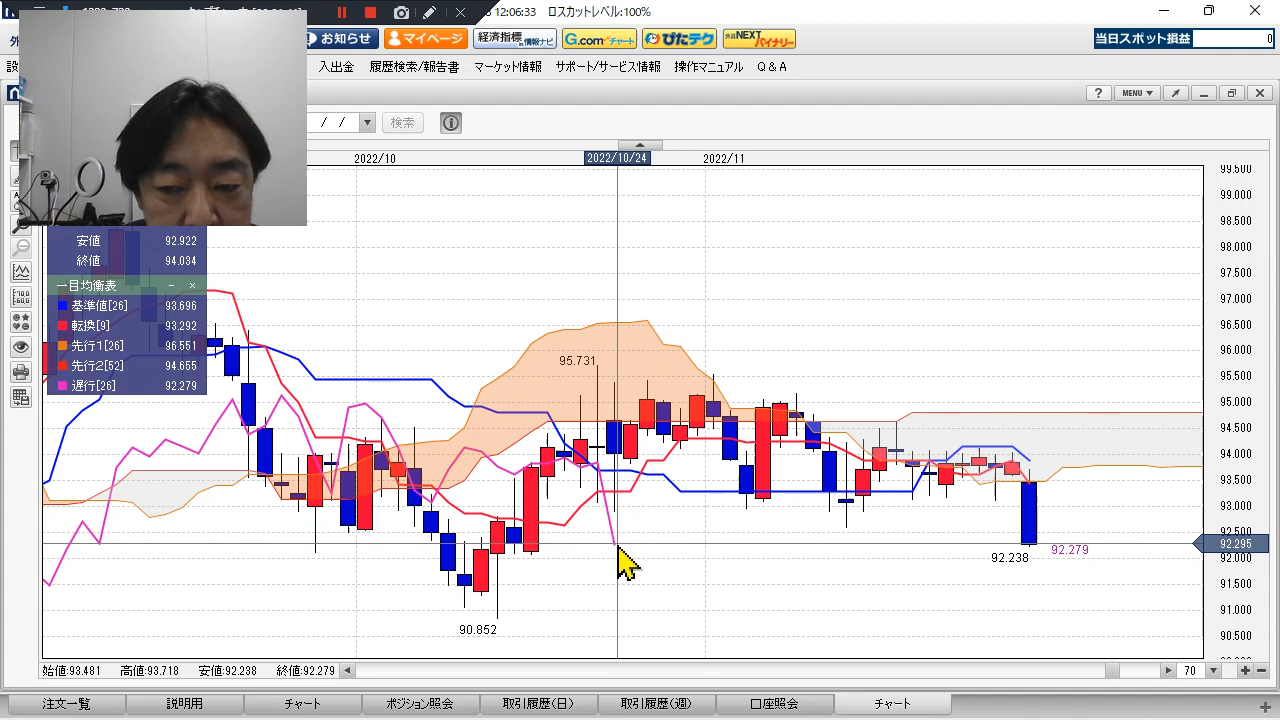 12:06:33 ロスカットレベル:100%
お知らせ
マイページ
経済指標 情報ナビ
G.comチャート
ぴたテク
外為NEXT バイナリー
当日スポット損益 0
入出金 履歴検索/報告書 マーケット情報 サポート/サービス情報 操作マニュアル Q&A
? MENU
/ / 検索
2022/10 2022/10/24 2022/11
99.500
99.000
98.500
98.000
97.500
97.000
96.500
96.000
95.500
95.000
94.500
94.000
93.500
93.000
92.500
92.295
92.000
91.500
91.000
90.500
安値 92.922
終値 94.034
一目均衡表 - ×
基準値[26] 93.696
転換[9] 93.292
先行1[26] 96.551
先行2[52] 94.655
遅行[26] 92.279
95.731
90.852
92.238
92.279
始値:93.481 高値:93.718 安値:92.238 終値:92.279 70
注文一覧 説明用 チャート ポジション照会 取引履歴(日) 取引履歴(週) 口座照会 チャート